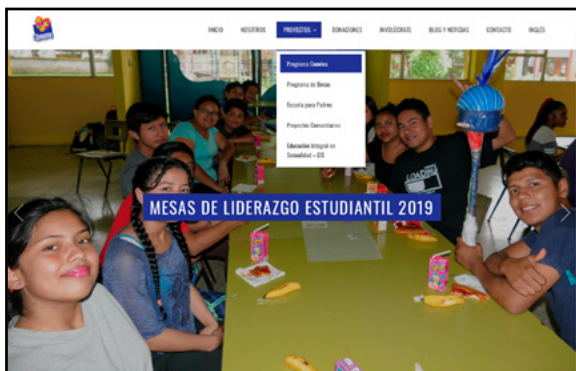 INICIO NOSOTROS PROYECTOS DONACIONES INVOLÚCRATE BLOG Y NOTICIAS CONTACTO INGLÉS
Programa Cuentos
Programa de Becas
Escuela para Padres
Proyectos Comunitarios
Educación Integral en
Sexualidad – EIS
MESAS DE LIDERAZGO ESTUDIANTIL 2019
LOADING